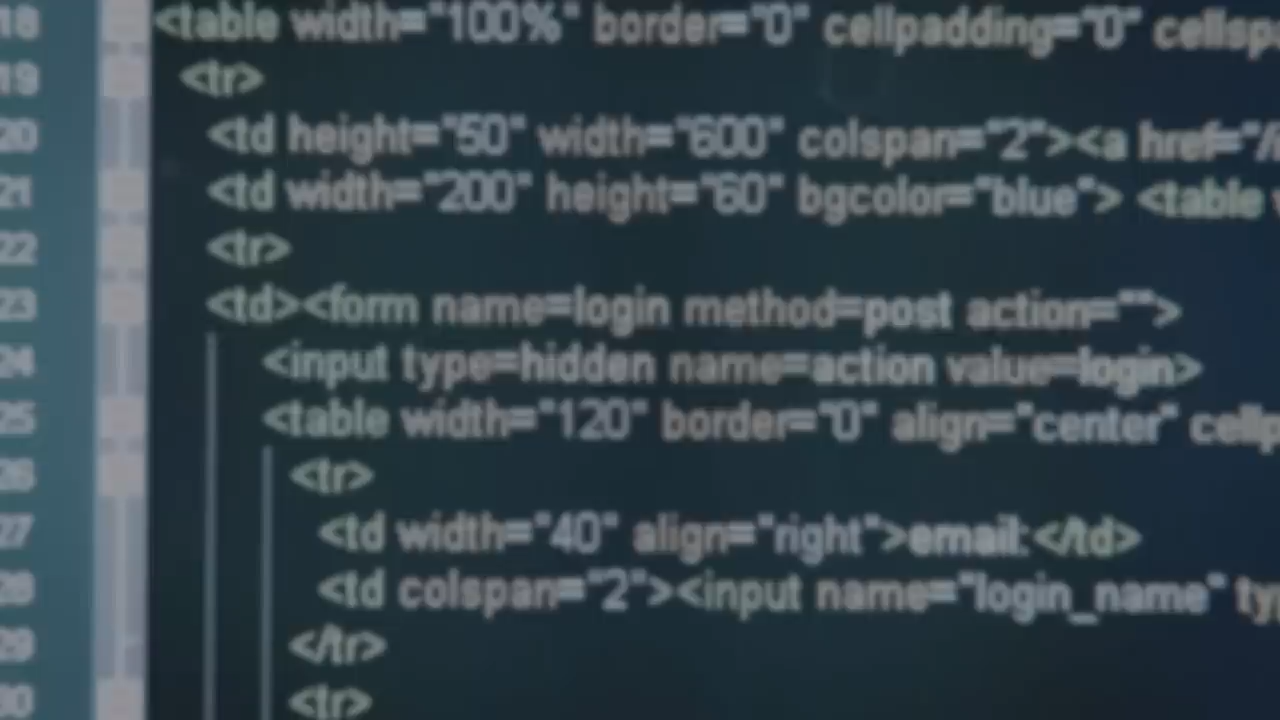 18 <table width="100%" border="0" cellpadding="0"
19 <tr>
20 <td height="50" width="600" colspan="2"><a href="/
21 <td width="200" height="60" bgcolor="blue"> <table
22 <tr>
23 <td><form name=login method=post action="">
24 <input type=hidden name=action value=login>
25 <table width="120" border="0" align="center"
26 <tr>
27 <td width="40" align="right">email:</td>
28 <td colspan="2"><input name="login_name"
29 </tr>
30 <tr>